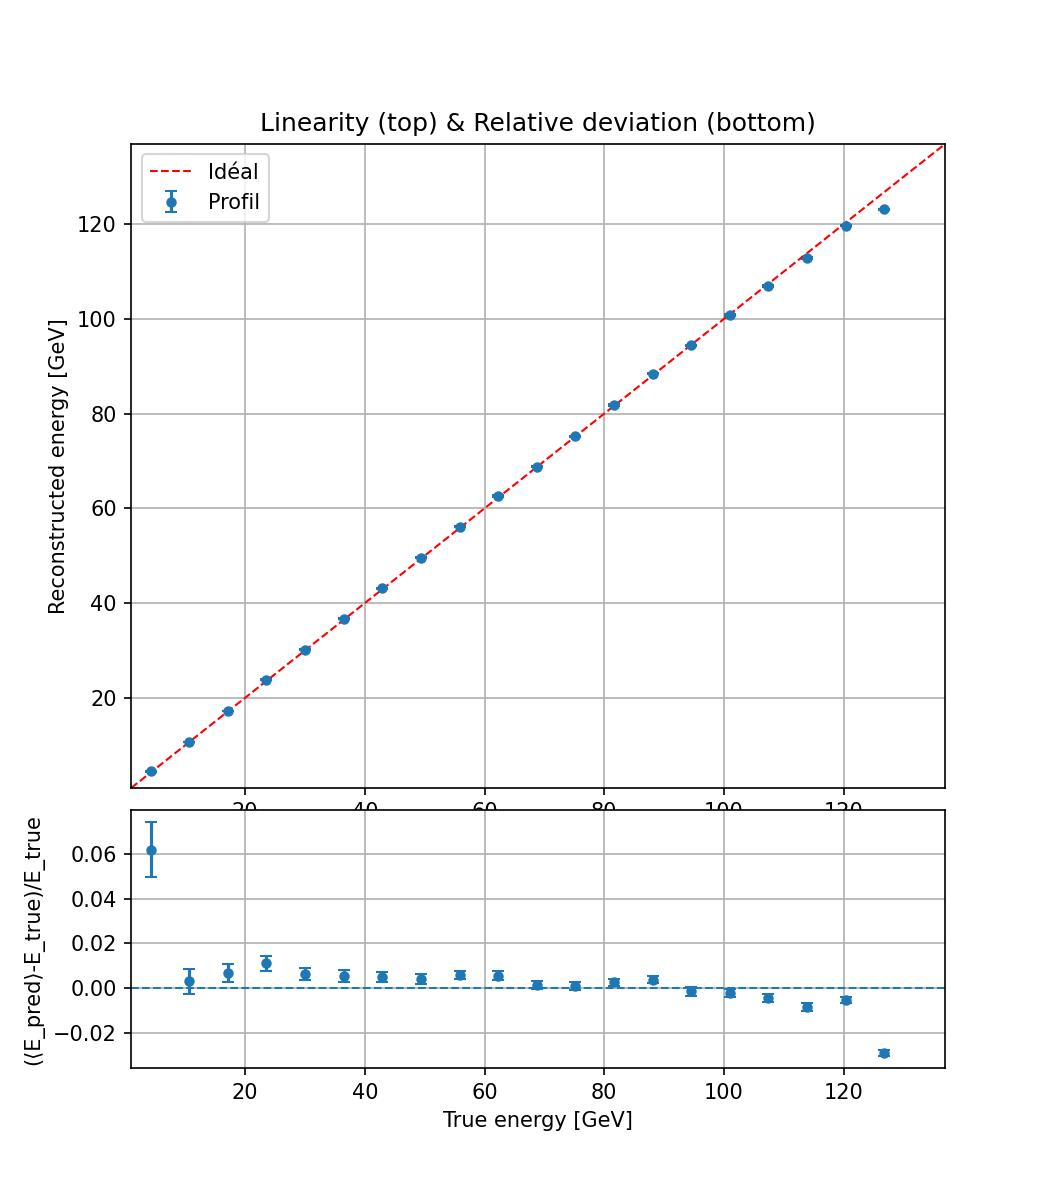 Linearity (top) & Relative deviation (bottom)
Idéal
Profil
Reconstructed energy [GeV]
120
100
80
60
40
20
20 40 60 80 100 120
((E_pred)-E_true)/E_true
0.06
0.04
0.02
0.00
−0.02
20 40 60 80 100 120
True energy [GeV]